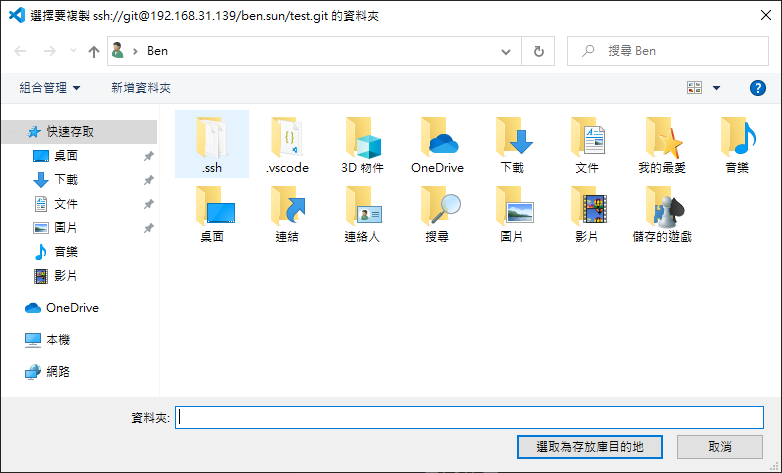 選擇要複製 ssh://git@192.168.31.139/ben.sun/test.git 的資料夾
Ben
搜尋 Ben
組合管理
新增資料夾
快速存取
桌面
下載
文件
圖片
音樂
影片
OneDrive
本機
網路
.ssh
.vscode
3D 物件
OneDrive
下載
文件
我的最愛
音樂
桌面
連結
連絡人
搜尋
圖片
影片
儲存的遊戲
資料夾:
選取為存放庫目的地
取消